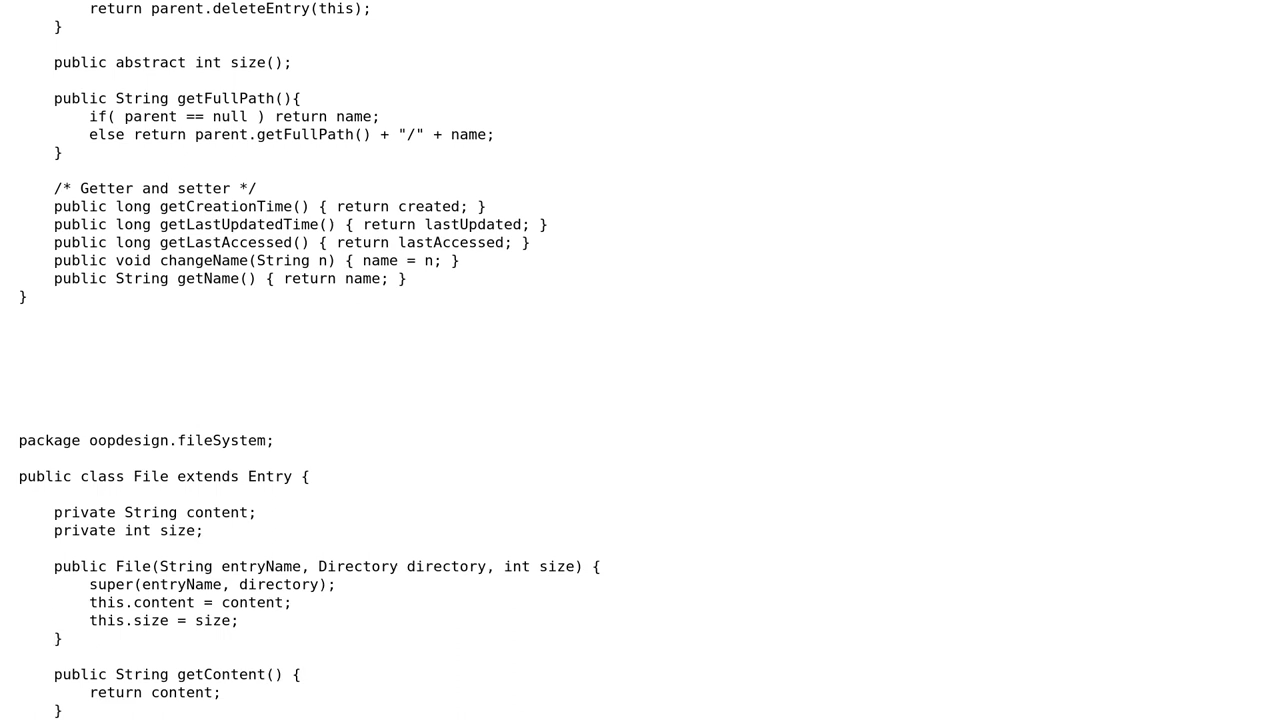 return parent.deleteEntry(this);
    }
    public abstract int size();
    public String getFullPath(){
        if( parent == null ) return name;
        else return parent.getFullPath() + "/" + name;
    }
    /* Getter and setter */
    public long getCreationTime() { return created; }
    public long getLastUpdatedTime() { return lastUpdated; }
    public long getLastAccessed() { return lastAccessed; }
    public void changeName(String n) { name = n; }
    public String getName() { return name; }
}
package oopdesign.fileSystem;
public class File extends Entry {
    private String content;
    private int size;
    public File(String entryName, Directory directory, int size) {
        super(entryName, directory);
        this.content = content;
        this.size = size;
    }
    public String getContent() {
        return content;
    }